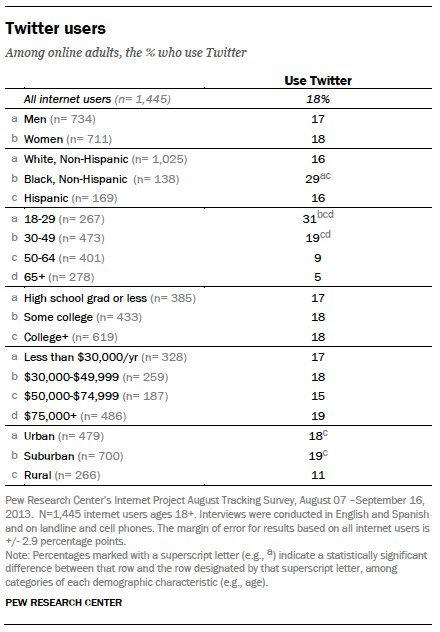 Twitter users
Among online adults, the % who use Twitter
Use Twitter
All internet users (n= 1,445) 18%
a Men (n= 734) 17
b Women (n= 711) 18
a White, Non-Hispanic (n= 1,025) 16
b Black, Non-Hispanic (n= 138) 29ac
c Hispanic (n= 169) 16
a 18-29 (n= 267) 31bcd
b 30-49 (n= 473) 19cd
c 50-64 (n= 401) 9
d 65+ (n= 278) 5
a High school grad or less (n= 385) 17
b Some college (n= 433) 18
c College+ (n= 619) 18
a Less than $30,000/yr (n= 328) 17
b $30,000-$49,999 (n= 259) 18
c $50,000-$74,999 (n= 187) 15
d $75,000+ (n= 486) 19
a Urban (n= 479) 18c
b Suburban (n= 700) 19c
c Rural (n= 266) 11
Pew Research Center's Internet Project August Tracking Survey, August 07 –September 16,
2013. N=1,445 internet users ages 18+. Interviews were conducted in English and Spanish
and on landline and cell phones. The margin of error for results based on all internet users is
+/- 2.9 percentage points.
Note: Percentages marked with a superscript letter (e.g., a) indicate a statistically significant
difference between that row and the row designated by that superscript letter, among
categories of each demographic characteristic (e.g., age).
PEW RESEARCH CENTER